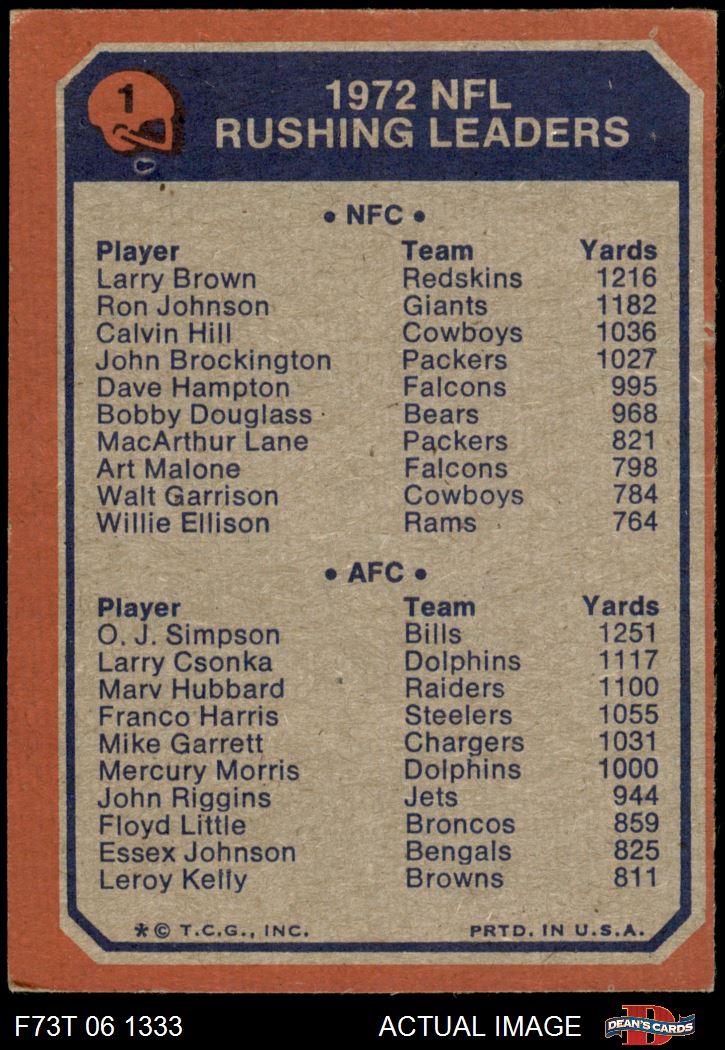 1
1972 NFL
RUSHING LEADERS
• NFC •
Player Team Yards
Larry Brown Redskins 1216
Ron Johnson Giants 1182
Calvin Hill Cowboys 1036
John Brockington Packers 1027
Dave Hampton Falcons 995
Bobby Douglass Bears 968
MacArthur Lane Packers 821
Art Malone Falcons 798
Walt Garrison Cowboys 784
Willie Ellison Rams 764
• AFC •
Player Team Yards
O. J. Simpson Bills 1251
Larry Csonka Dolphins 1117
Marv Hubbard Raiders 1100
Franco Harris Steelers 1055
Mike Garrett Chargers 1031
Mercury Morris Dolphins 1000
John Riggins Jets 944
Floyd Little Broncos 859
Essex Johnson Bengals 825
Leroy Kelly Browns 811
*© T.C.G., INC. PRTD. IN U.S.A.
F73T 06 1333 ACTUAL IMAGE D DEAN'S CARDS